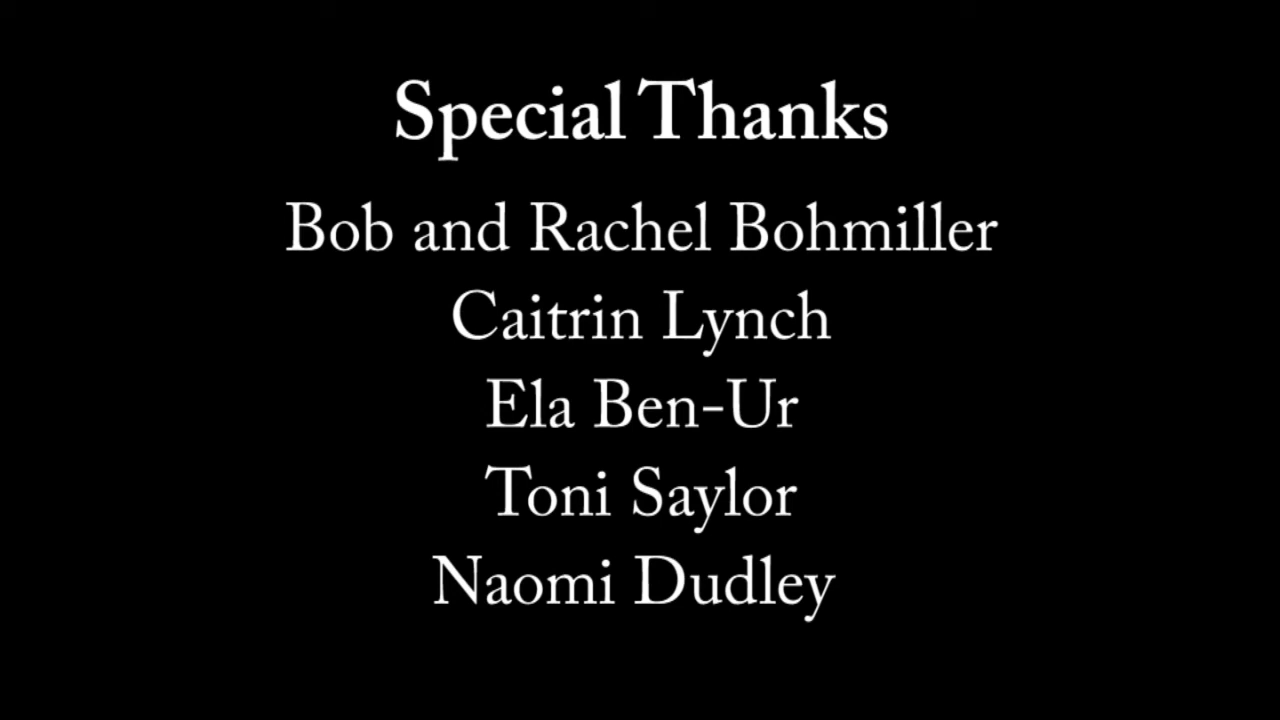 Special Thanks
Bob and Rachel Bohmiller
Caitrin Lynch
Ela Ben-Ur
Toni Saylor
Naomi Dudley